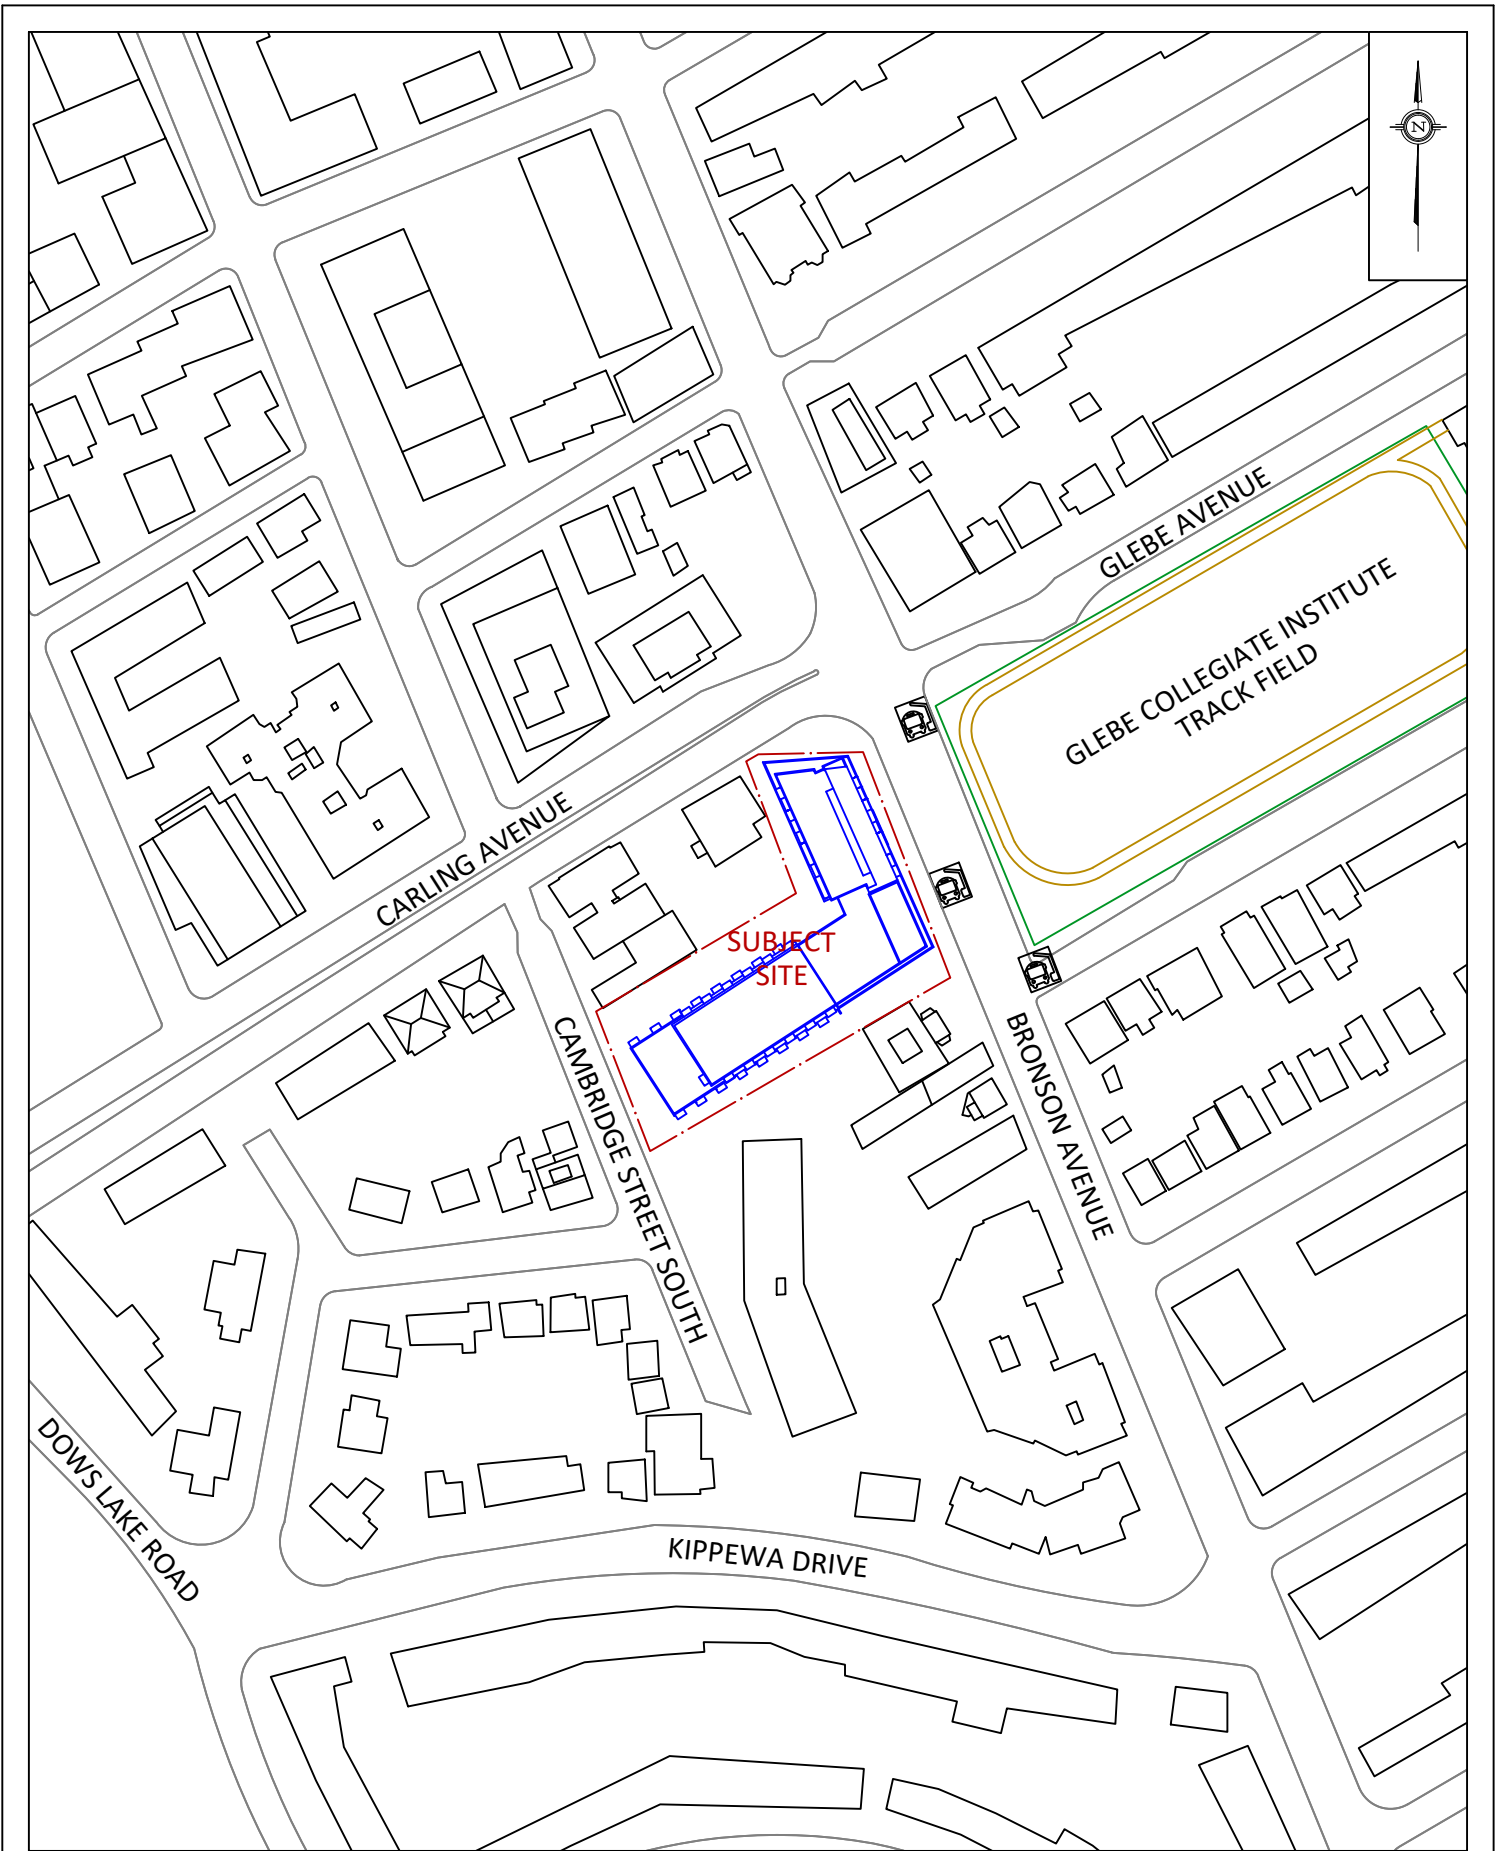 N
GLEBE AVENUE
GLEBE COLLEGIATE INSTITUTE
TRACK FIELD
CARLING AVENUE
SUBJECT
SITE
CAMBRIDGE STREET SOUTH
BRONSON AVENUE
DOWS LAKE ROAD
KIPPEWA DRIVE